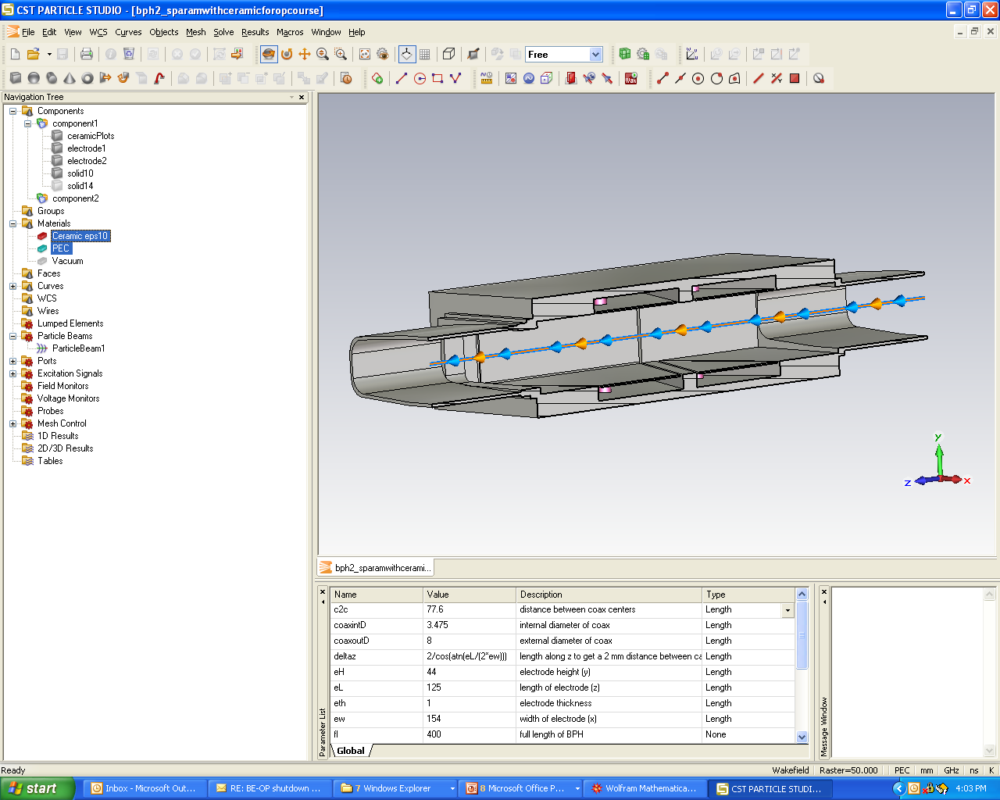 CST PARTICLE STUDIO - [bph2_sparamwithceramicforopcourse]
File Edit View WCS Curves Objects Mesh Solve Results Macros Window Help
Free
Wak
Navigation Tree
Components
component1
ceramicPlots
electrode1
electrode2
solid10
solid14
component2
Groups
Materials
Ceramic eps10
PEC
Vacuum
Faces
Curves
WCS
Wires
Lumped Elements
Particle Beams
ParticleBeam1
Ports
Excitation Signals
Field Monitors
Voltage Monitors
Probes
Mesh Control
1D Results
2D/3D Results
Tables
y
z
x
bph2_sparamwithcerami...
Parameter List
Name Value Description Type
c2c 77.6 distance between coax centers Length
coaxintD 3.475 internal diameter of coax Length
coaxoutD 8 external diameter of coax Length
deltaz 2/cos(atn(eL/(2*ew))) length along z to get a 2 mm distance between ca Length
eH 44 electrode height (y) Length
eL 125 length of electrode (z) Length
eth 1 electrode thickness Length
ew 154 width of electrode (x) Length
fl 400 full length of BPH None
Global
Message Window
Ready
Wakefield Raster=50.000 PEC mm GHz ns K
start
Inbox - Microsoft Out...
RE: BE-OP shutdown ...
7 Windows Explorer
8 Microsoft Office P...
Wolfram Mathematica...
CST PARTICLE STUDI...
4:03 PM